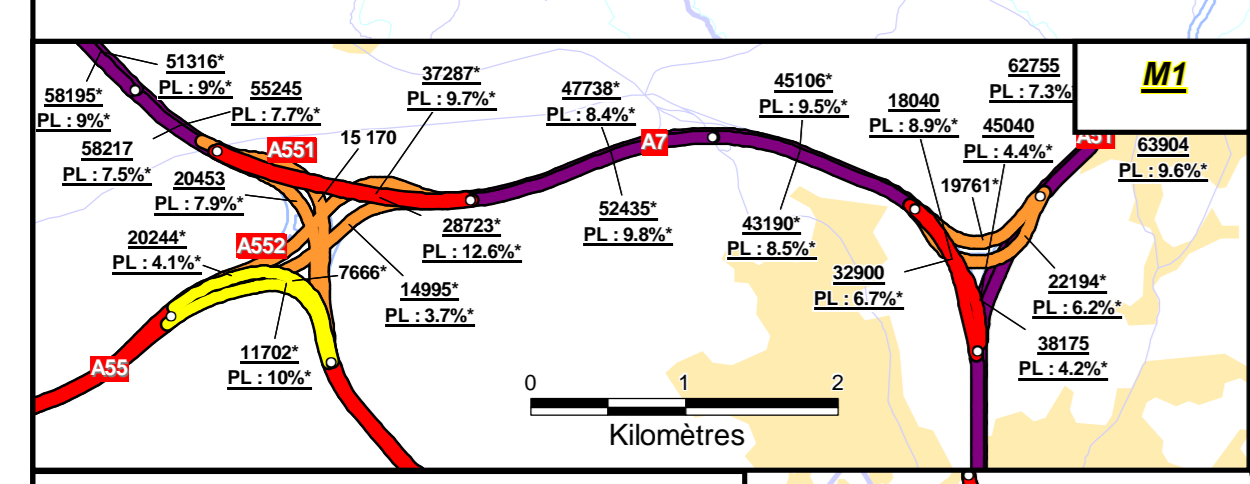 51316*
PL : 9%*
58195*
PL : 9%*
55245
PL : 7.7%*
37287*
PL : 9.7%*
47738*
PL : 8.4%*
45106*
PL : 9.5%*
18040
PL : 8.9%*
62755
PL : 7.3%
M1
58217
PL : 7.5%*
A551
15 170
A7
45040
PL : 4.4%*
A51
63904
PL : 9.6%*
20453
PL : 7.9%*
19761*
20244*
PL : 4.1%*
A552
28723*
PL : 12.6%*
52435*
PL : 9.8%*
43190*
PL : 8.5%*
7666*
14995*
PL : 3.7%*
32900
PL : 6.7%*
22194*
PL : 6.2%*
A55
11702*
PL : 10%*
38175
PL : 4.2%*
0 1 2
Kilomètres